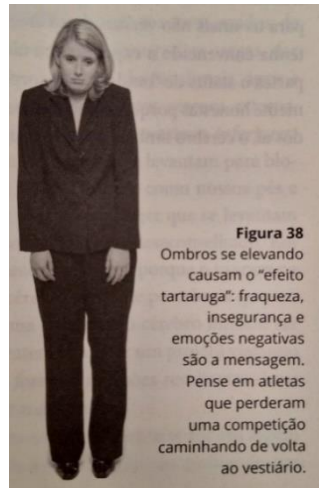 Figura 38
Ombros se elevando
causam o “efeito
tartaruga”: fraqueza,
insegurança e
emoções negativas
são a mensagem.
Pense em atletas
que perderam
uma competição
caminhando de volta
ao vestiário.